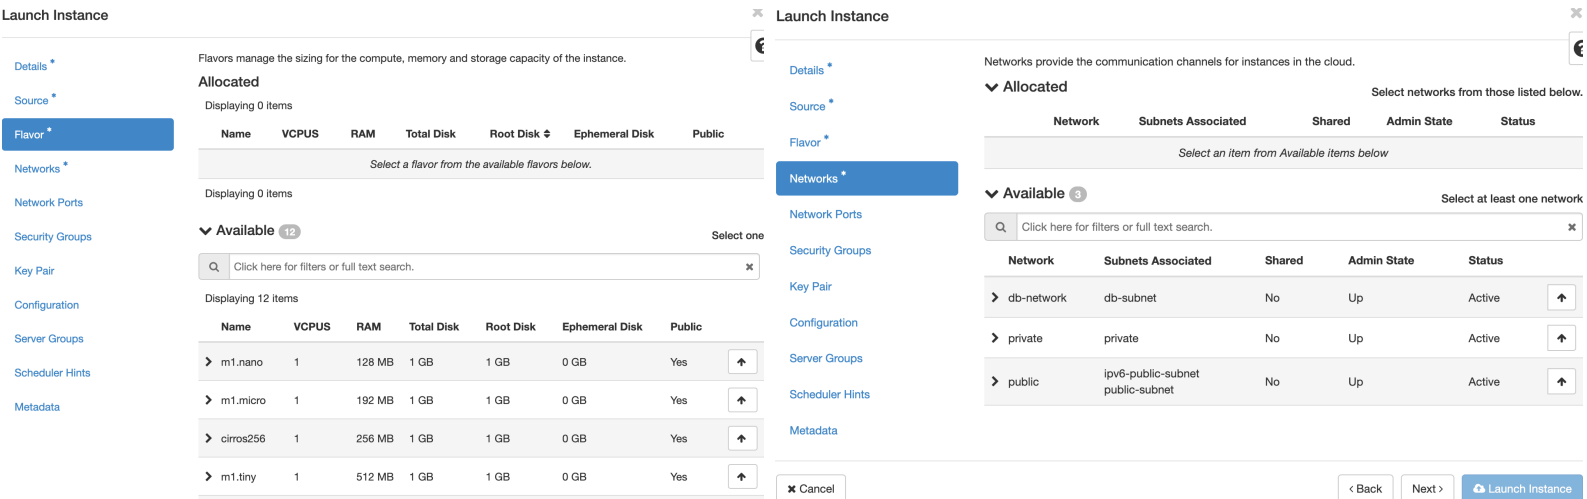 Launch Instance
Flavors manage the sizing for the compute, memory and storage capacity of the instance.
Details *
Source *
Flavor *
Networks *
Network Ports
Security Groups
Key Pair
Configuration
Server Groups
Scheduler Hints
Metadata
Allocated
Displaying 0 items
Name VCPUS RAM Total Disk Root Disk Ephemeral Disk Public
Select a flavor from the available flavors below.
Displaying 0 items
Available 12
Select one
Click here for filters or full text search.
Displaying 12 items
Name VCPUS RAM Total Disk Root Disk Ephemeral Disk Public
m1.nano 1 128 MB 1 GB 1 GB 0 GB Yes
m1.micro 1 192 MB 1 GB 1 GB 0 GB Yes
cirros256 1 256 MB 1 GB 1 GB 0 GB Yes
m1.tiny 1 512 MB 1 GB 1 GB 0 GB Yes
Launch Instance
Networks provide the communication channels for instances in the cloud.
Details *
Source *
Flavor *
Networks *
Network Ports
Security Groups
Key Pair
Configuration
Server Groups
Scheduler Hints
Metadata
Allocated
Select networks from those listed below.
Network Subnets Associated Shared Admin State Status
Select an item from Available items below
Available 3
Select at least one network
Click here for filters or full text search.
Network Subnets Associated Shared Admin State Status
db-network db-subnet No Up Active
private private No Up Active
public ipv6-public-subnet No Up Active
public-subnet
Cancel
< Back
Next >
Launch Instance